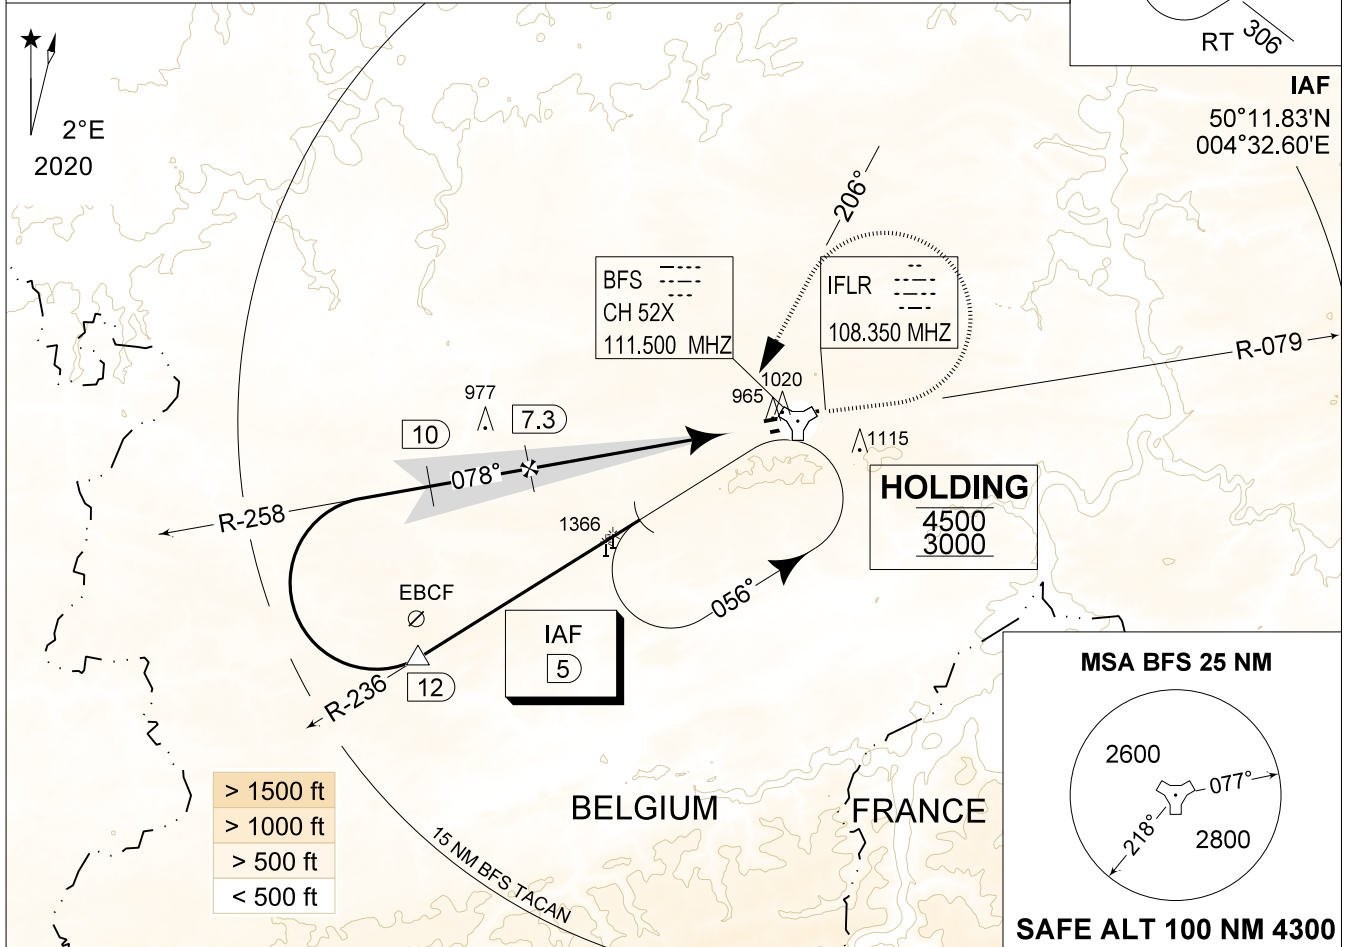 306
RT
IAF
50°11.83'N
004°32.60'E
2°E
2020
206°
BFS
CH 52X
111.500 MHZ
IFLR
108.350 MHZ
R-079
977
965
1020
10
7.3
1115
078°
R-258
HOLDING
4500
3000
1366
056°
EBCF
IAF
5
12
R-236
MSA BFS 25 NM
2600
077°
218°
2800
> 1500 ft
> 1000 ft
> 500 ft
< 500 ft
BELGIUM
FRANCE
15 NM BFS TACAN
SAFE ALT 100 NM 4300